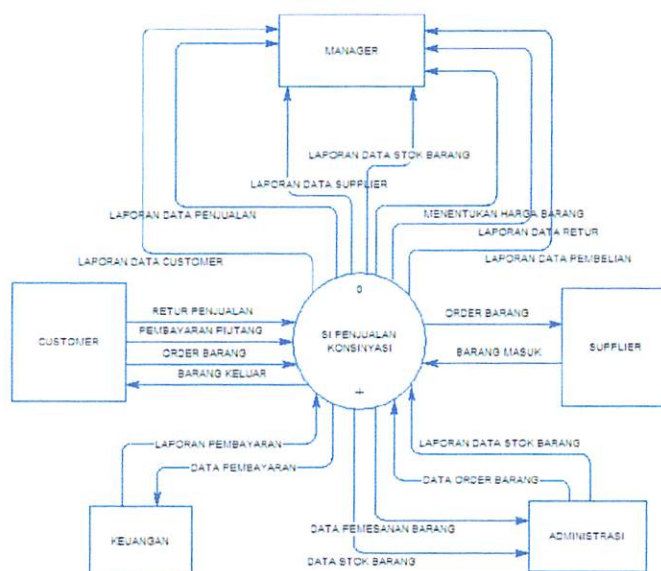 MANAGER
LAPORAN DATA STOK BARANG
LAPORAN DATA SUPPLIER
LAPORAN DATA PENJUALAN
MENENTUKAN HARGA BARANG
LAPORAN DATA RETUR
LAPORAN DATA CUSTOMER
LAPORAN DATA PEMBELIAN
0
RETUR PENJUALAN
ORDER BARANG
PEMBAYARAN PIUTANG
CUSTOMER
SI PENJUALAN
KONSINYASI
SUPPLIER
ORDER BARANG
BARANG MASUK
BARANG KELUAR
+
LAPORAN PEMBAYARAN
LAPORAN DATA STOK BARANG
DATA PEMBAYARAN
DATA ORDER BARANG
DATA PEMESANAN BARANG
KEUANGAN
ADMINISTRASI
DATA STOK BARANG